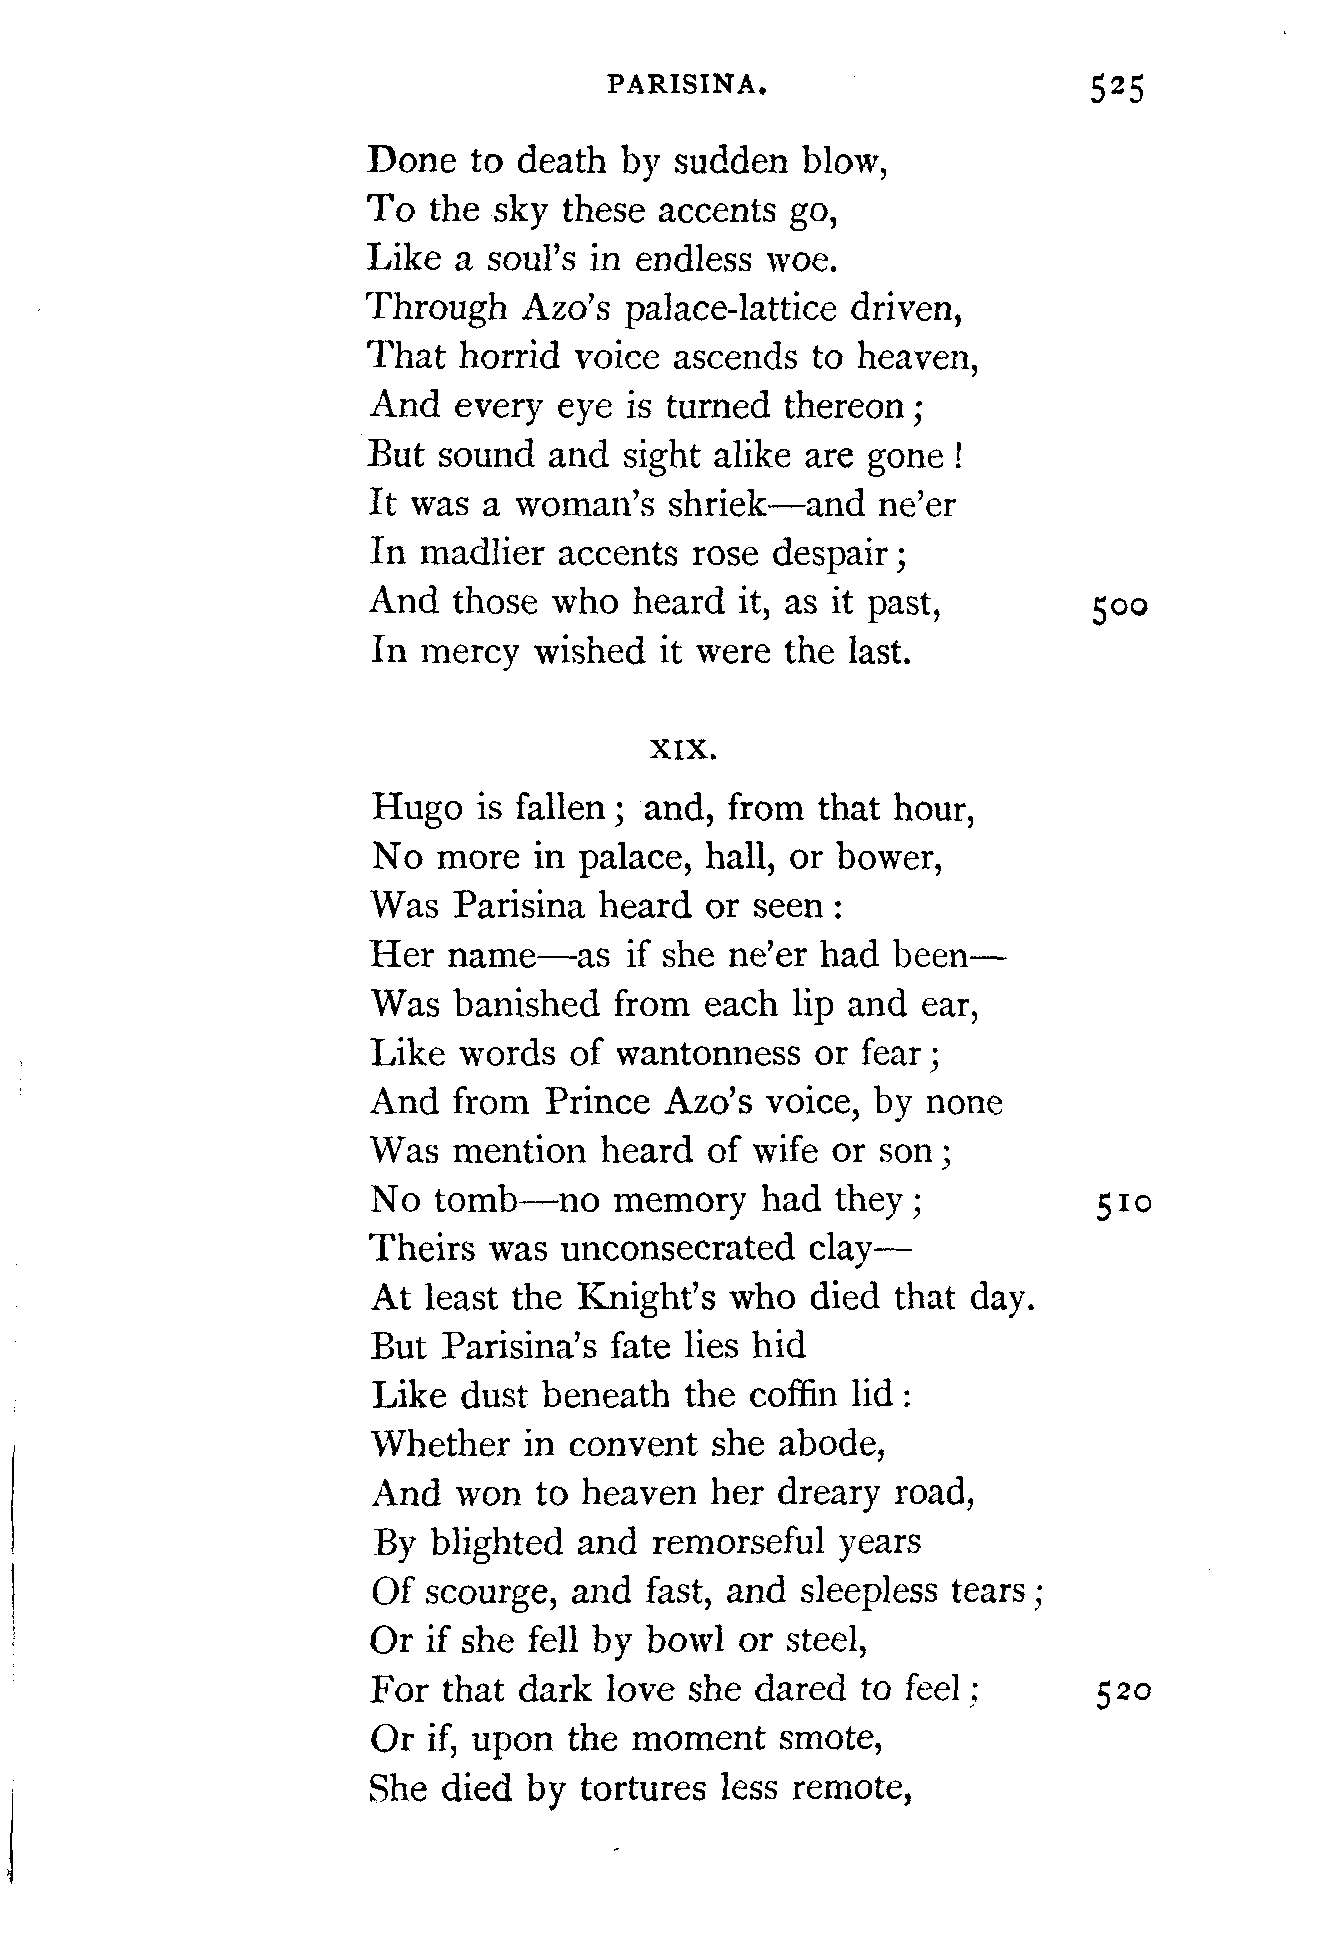 PARISINA. 525
Done to death by sudden blow,
To the sky these accents go,
Like a soul's in endless woe.
Through Azo's palace-lattice driven,
That horrid voice ascends to heaven,
And every eye is turned thereon ;
But sound and sight alike are gone !
It was a woman's shriek—and ne'er
In madlier accents rose despair ;
And those who heard it, as it past, 500
In mercy wished it were the last.
XIX.
Hugo is fallen ; and, from that hour,
No more in palace, hall, or bower,
Was Parisina heard or seen :
Her name—as if she ne'er had been—
Was banished from each lip and ear,
Like words of wantonness or fear ;
And from Prince Azo's voice, by none
Was mention heard of wife or son ;
No tomb—no memory had they ; 510
Theirs was unconsecrated clay—
At least the Knight's who died that day.
But Parisina's fate lies hid
Like dust beneath the coffin lid :
Whether in convent she abode,
And won to heaven her dreary road,
By blighted and remorseful years
Of scourge, and fast, and sleepless tears ;
Or if she fell by bowl or steel,
For that dark love she dared to feel ; 520
Or if, upon the moment smote,
She died by tortures less remote,